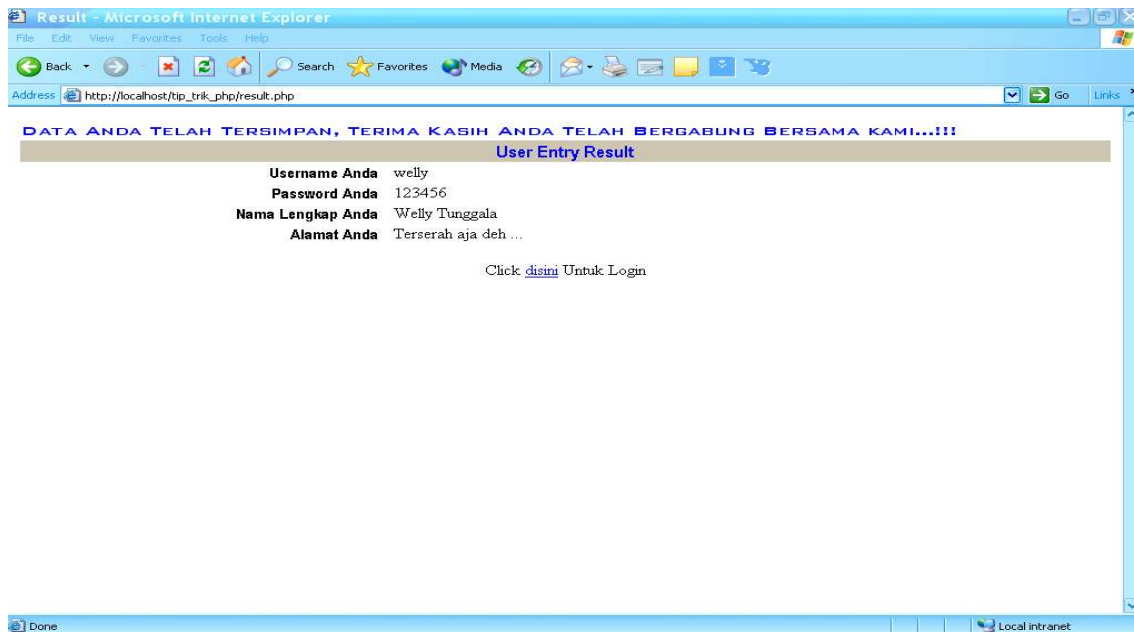 Result - Microsoft Internet Explorer
File Edit View Favorites Tools Help
Back Search Favorites Media
Address http://localhost/tip_trik_php/result.php Go Links
DATA ANDA TELAH TERSIMPAN, TERIMA KASIH ANDA TELAH BERGABUNG BERSAMA KAMI...!!!
User Entry Result
Username Anda welly
Password Anda 123456
Nama Lengkap Anda Welly Tunggala
Alamat Anda Terserah aja deh ...
Click disini Untuk Login
Done Local intranet